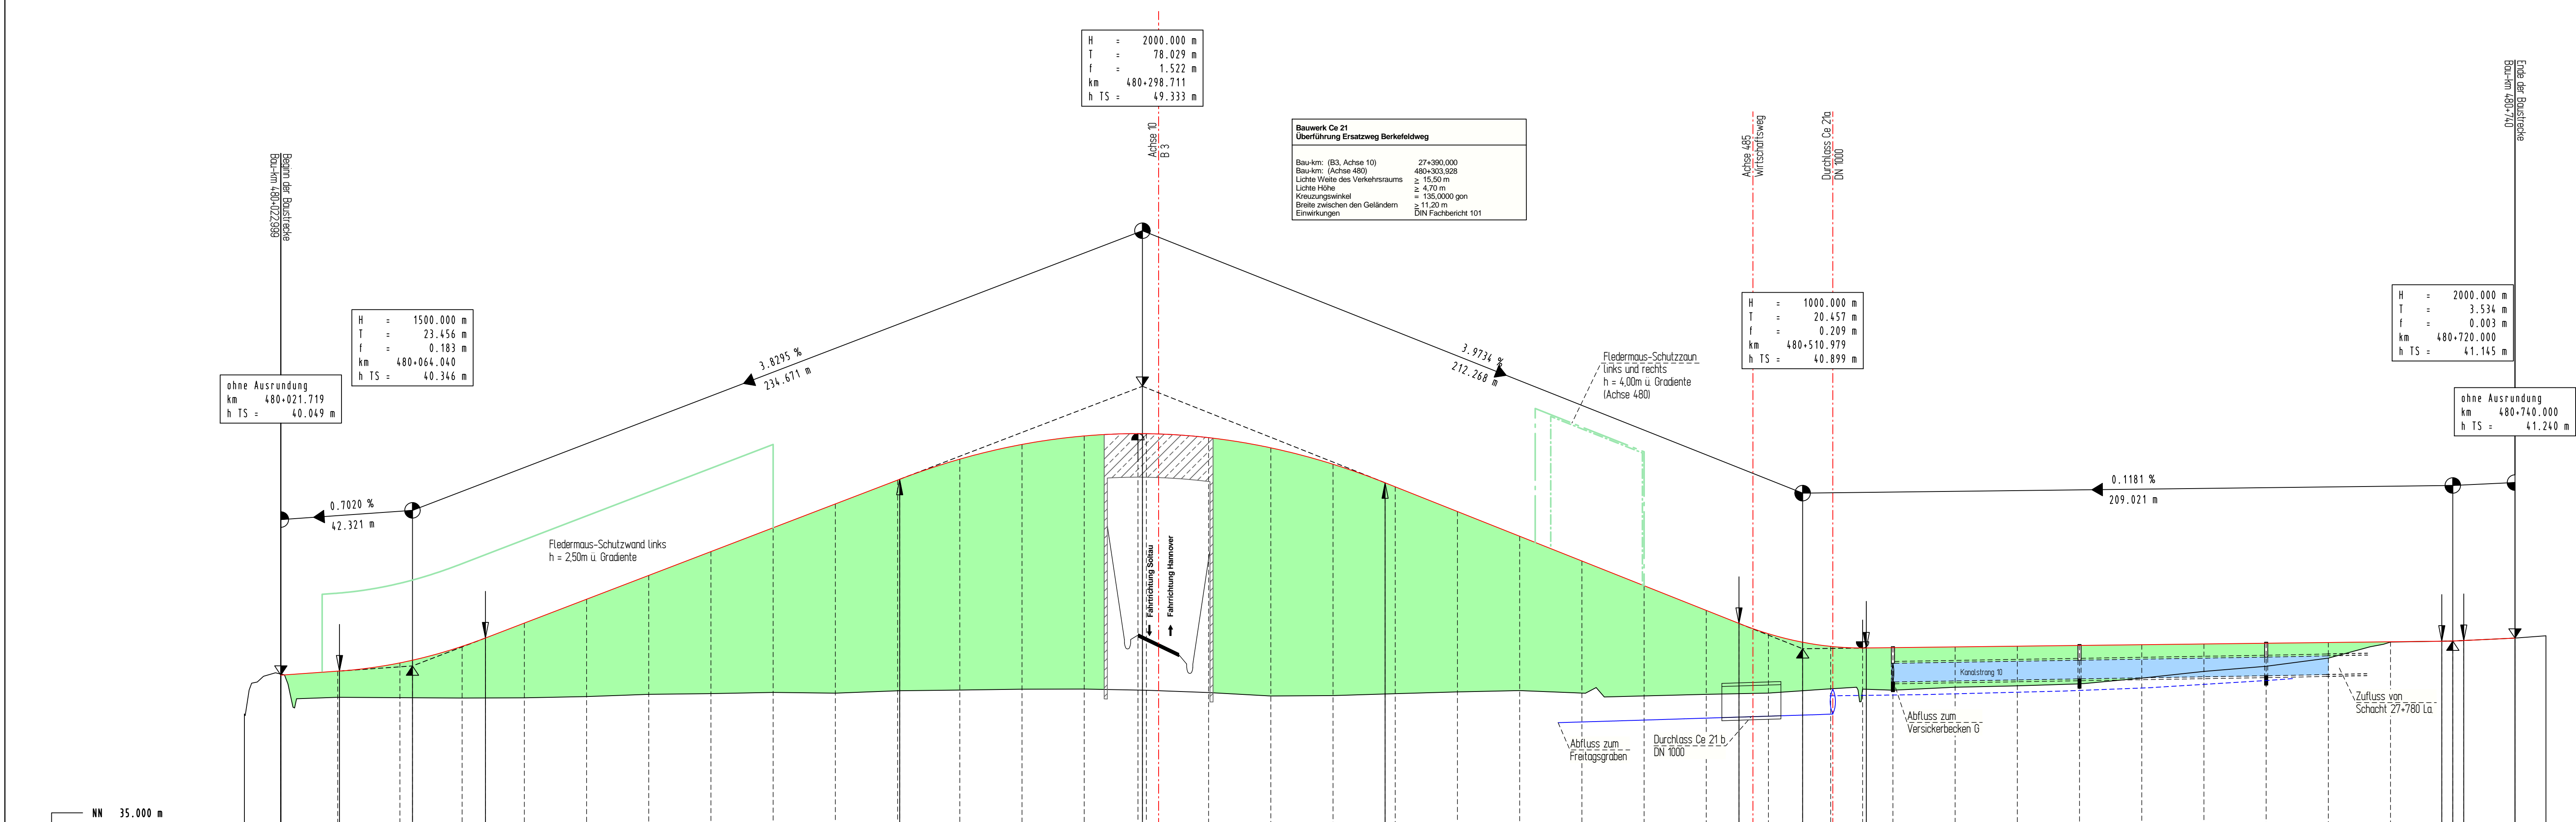 H = 2000.000 m
T = 78.029 m
f = 1.522 m
km 480+298.711
h TS = 49.333 m
Achse 10
B 3
Bauwerk Ce 21
Überführung Ersatzweg Berkefeldweg
Bau-km: (B3, Achse 10) 27+390,000
Bau-km: (Achse 480) 480+303,928
Lichte Weite des Verkehrsraums ≥ 15,50 m
Lichte Höhe ≥ 4,70 m
Kreuzungswinkel = 135,0000 gon
Breite zwischen den Geländern ≥ 11,20 m
Einwirkungen DIN Fachbericht 101
Beginn der Baustrecke
Bau-km 480+022.999
Achse 485
Wirtschaftsweg
Durchlass Ce 21a
DN 1000
Ende der Baustrecke
Bau-km 480+740
ohne Ausrundung
km 480+021.719
h TS = 40.049 m
H = 1500.000 m
T = 23.456 m
f = 0.183 m
km 480+064.040
h TS = 40.346 m
H = 1000.000 m
T = 20.457 m
f = 0.209 m
km 480+510.979
h TS = 40.899 m
H = 2000.000 m
T = 3.534 m
f = 0.003 m
km 480+720.000
h TS = 41.145 m
ohne Ausrundung
km 480+740.000
h TS = 41.240 m
0.7020 %
42.321 m
3.8295 %
234.671 m
3.9734 %
212.268 m
0.1181 %
209.021 m
Fledermaus-Schutzzaun
links und rechts
h = 4,00m ü. Gradiente
(Achse 480)
Fledermaus-Schutzwand links
h = 2,50m ü. Gradiente
Fahrtrichtung Soltau
Fahrrichtung Hannover
Kanalstrang 10
Zufluss von
Schacht 27+780 La.
Abfluss zum
Versickerbecken G
Abfluss zum
Freitagsgraben
Durchlass Ce 21 b
DN 1000
NN 35.000 m